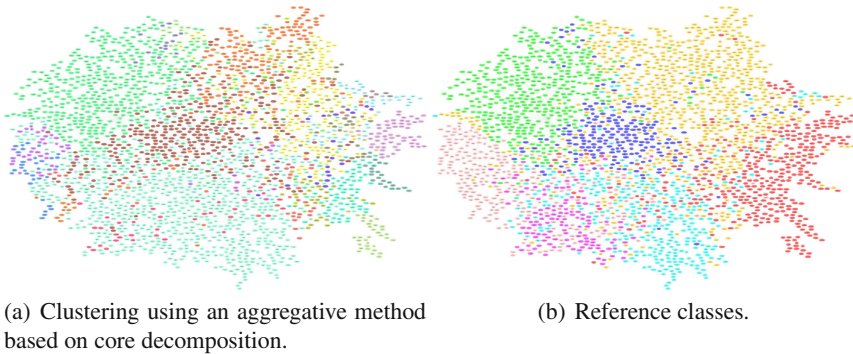 (a) Clustering using an aggregative method
based on core decomposition.
(b) Reference classes.